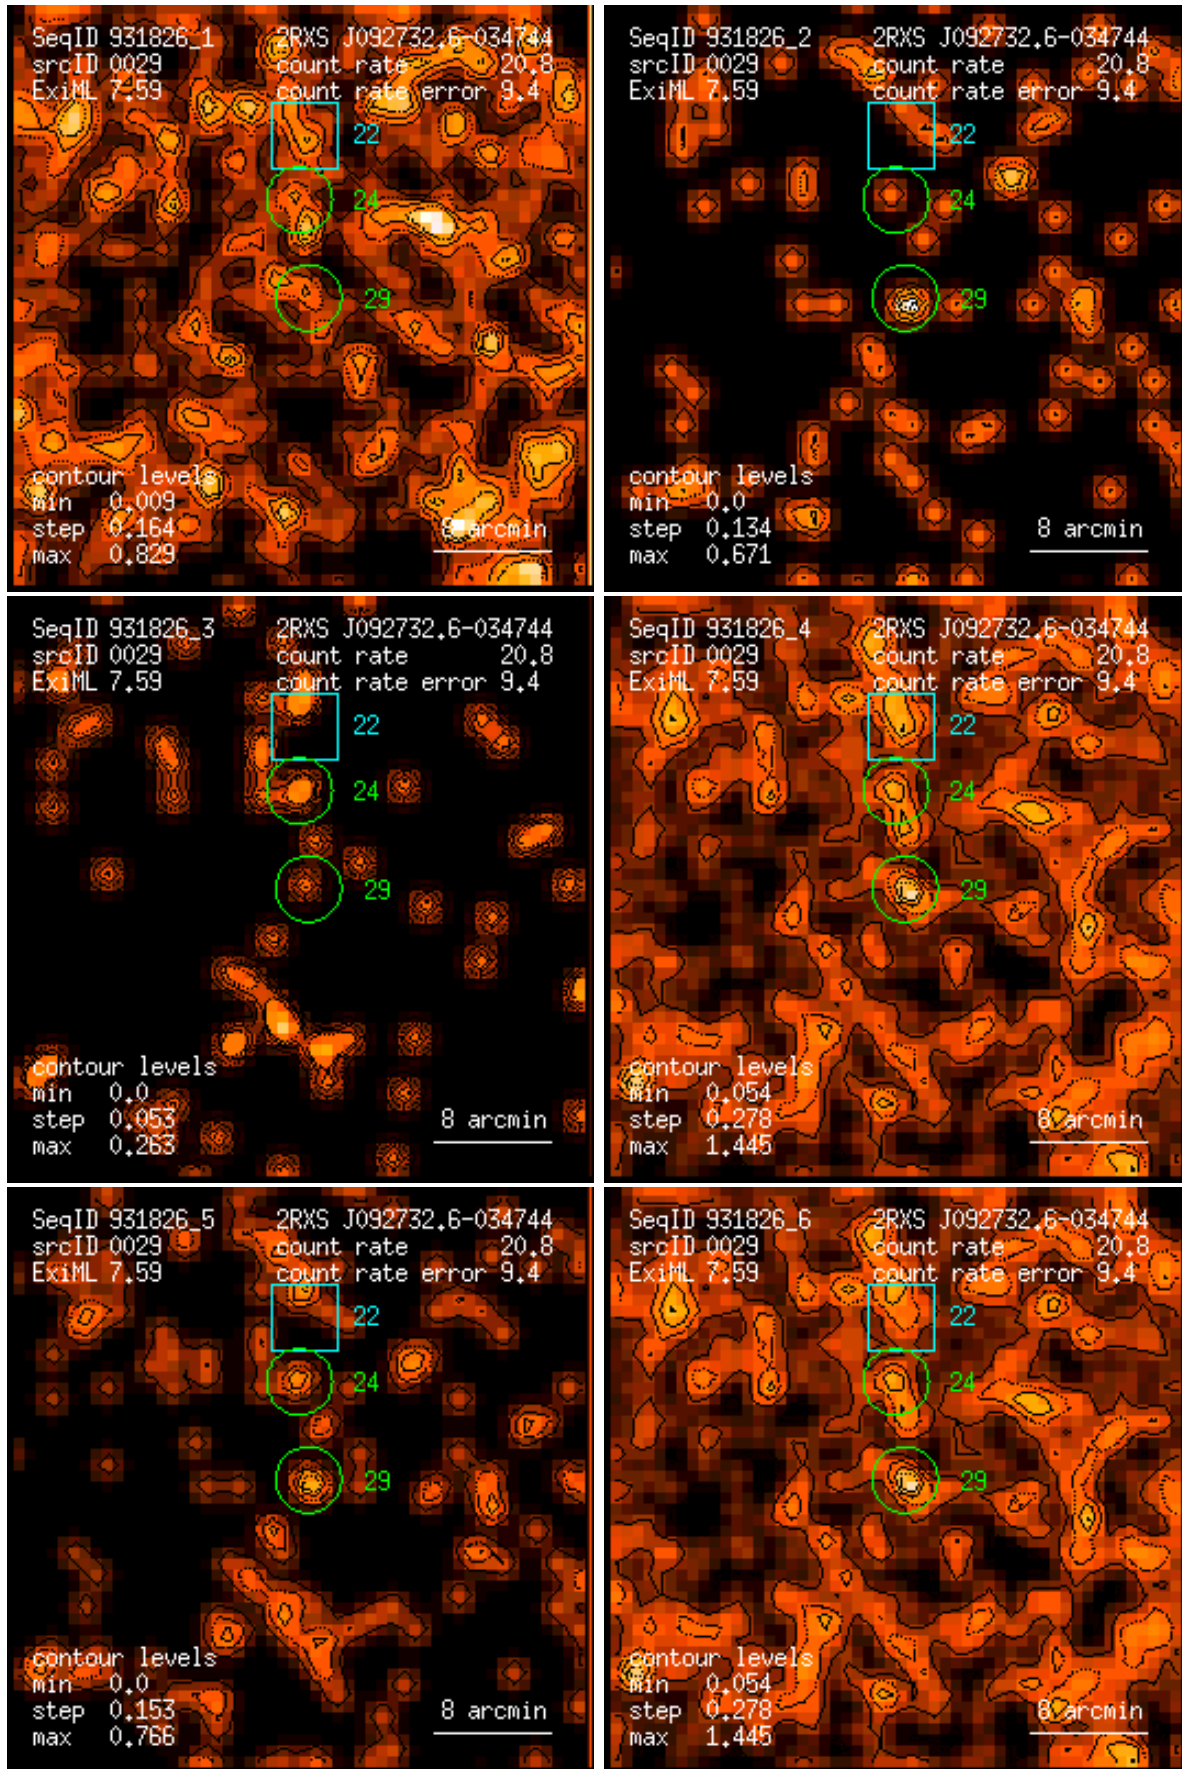 SeqID 931826_1 2RXS J092732.6-034744
srcID 0029 count rate 20.8
ExiML 7.59 count rate error 9.4
22
24
29
contour levels
min 0.009
step 0.164 8 arcmin
max 0.829
SeqID 931826_2 2RXS J092732.6-034744
srcID 0029 count rate 20.8
ExiML 7.59 count rate error 9.4
22
24
29
contour levels
min 0.0
step 0.134 8 arcmin
max 0.671
SeqID 931826_3 2RXS J092732.6-034744
srcID 0029 count rate 20.8
ExiML 7.59 count rate error 9.4
22
24
29
contour levels
min 0.0
step 0.053 8 arcmin
max 0.263
SeqID 931826_4 2RXS J092732.6-034744
srcID 0029 count rate 20.8
ExiML 7.59 count rate error 9.4
22
24
29
contour levels
min 0.054
step 0.278 8 arcmin
max 1.445
SeqID 931826_5 2RXS J092732.6-034744
srcID 0029 count rate 20.8
ExiML 7.59 count rate error 9.4
22
24
29
contour levels
min 0.0
step 0.153 8 arcmin
max 0.766
SeqID 931826_6 2RXS J092732.6-034744
srcID 0029 count rate 20.8
ExiML 7.59 count rate error 9.4
22
24
29
contour levels
min 0.054
step 0.278 8 arcmin
max 1.445